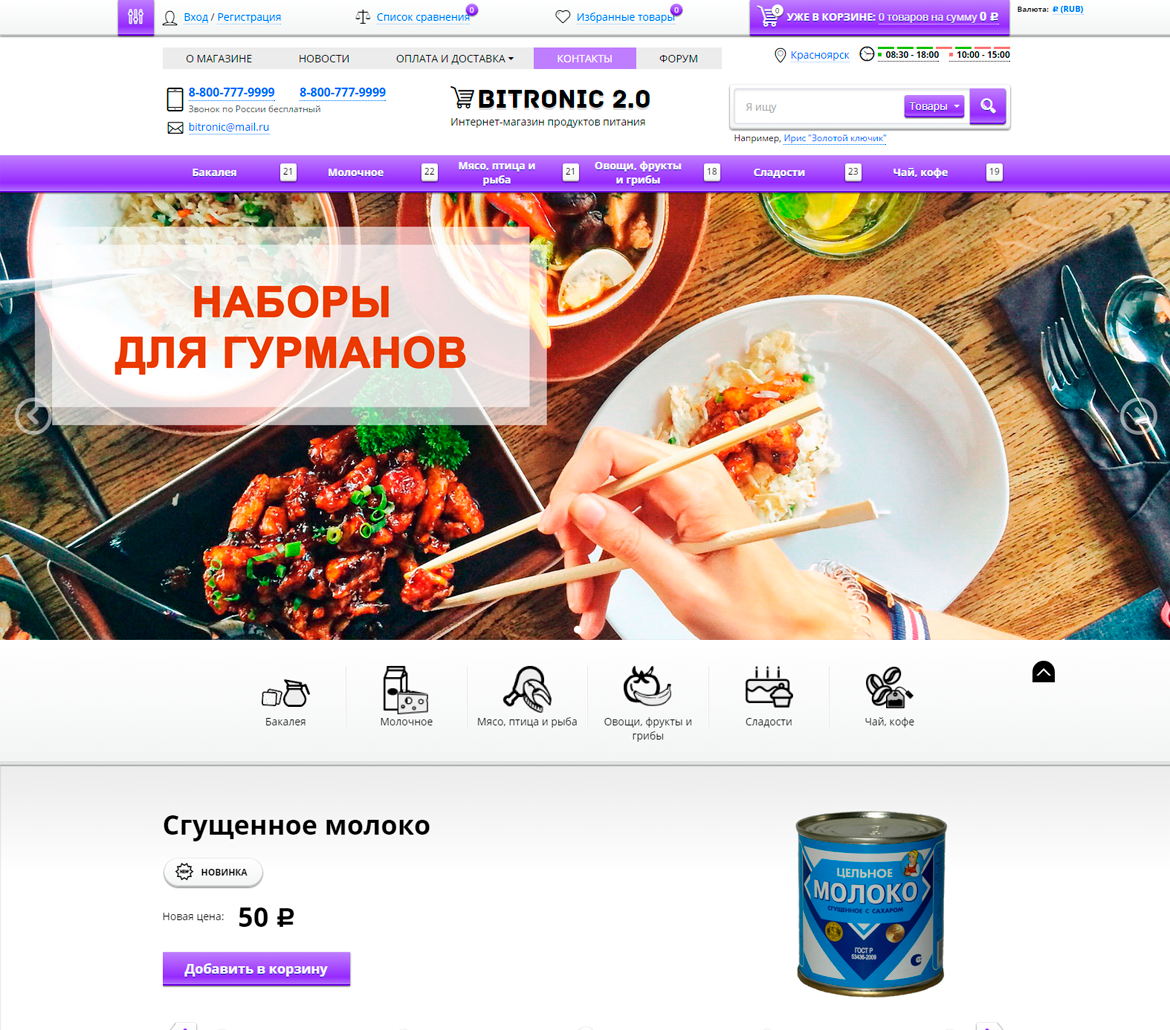 Вход / Регистрация
Список сравнения 0
Избранные товары 0
0 УЖЕ В КОРЗИНЕ: 0 товаров на сумму 0 ₽
Валюта: ₽ (RUB)
О МАГАЗИНЕ
НОВОСТИ
ОПЛАТА И ДОСТАВКА
КОНТАКТЫ
ФОРУМ
Красноярск
08:30 - 18:00
10:00 - 15:00
8-800-777-9999
8-800-777-9999
Звонок по России бесплатный
bitronic@mail.ru
BITRONIC 2.0
Интернет-магазин продуктов питания
Я ищу
Товары
Например, Ирис "Золотой ключик"
Бакалея 21
Молочное 22
Мясо, птица и
рыба 21
Овощи, фрукты
и грибы 18
Сладости 23
Чай, кофе 19
НАБОРЫ
ДЛЯ ГУРМАНОВ
Бакалея
Молочное
Мясо, птица и рыба
Овощи, фрукты и
грибы
Сладости
Чай, кофе
Сгущенное молоко
НОВИНКА
Новая цена: 50 ₽
Добавить в корзину
ЦЕЛЬНОЕ
МОЛОКО
СГУЩЕННОЕ С САХАРОМ
ГОСТ Р
53436-2009